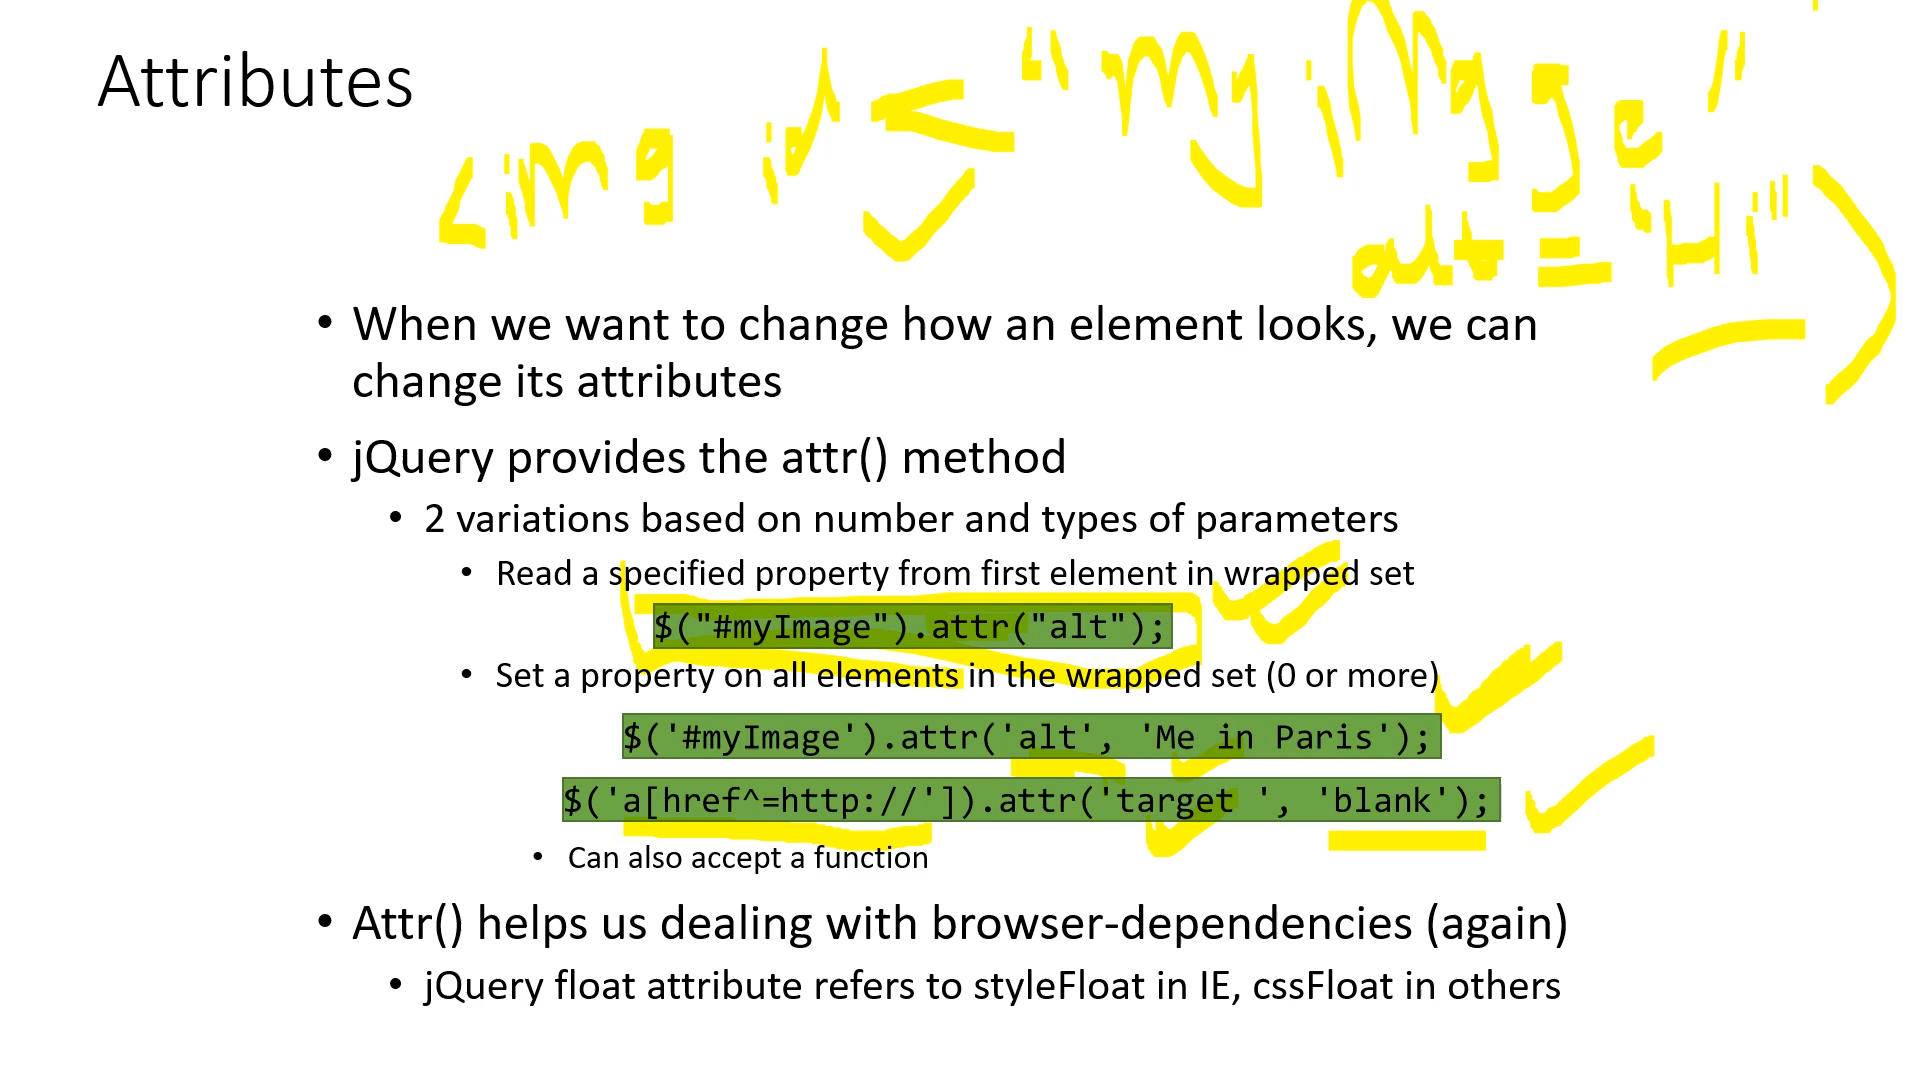 Attributes
<img id = "my image"
alt = "Hi" >
• When we want to change how an element looks, we can
change its attributes
• jQuery provides the attr() method
• 2 variations based on number and types of parameters
• Read a specified property from first element in wrapped set
$("#myImage").attr("alt");
• Set a property on all elements in the wrapped set (0 or more)
$('#myImage').attr('alt', 'Me in Paris');
$('a[href^=http://']).attr('target ', 'blank');
• Can also accept a function
• Attr() helps us dealing with browser-dependencies (again)
• jQuery float attribute refers to styleFloat in IE, cssFloat in others